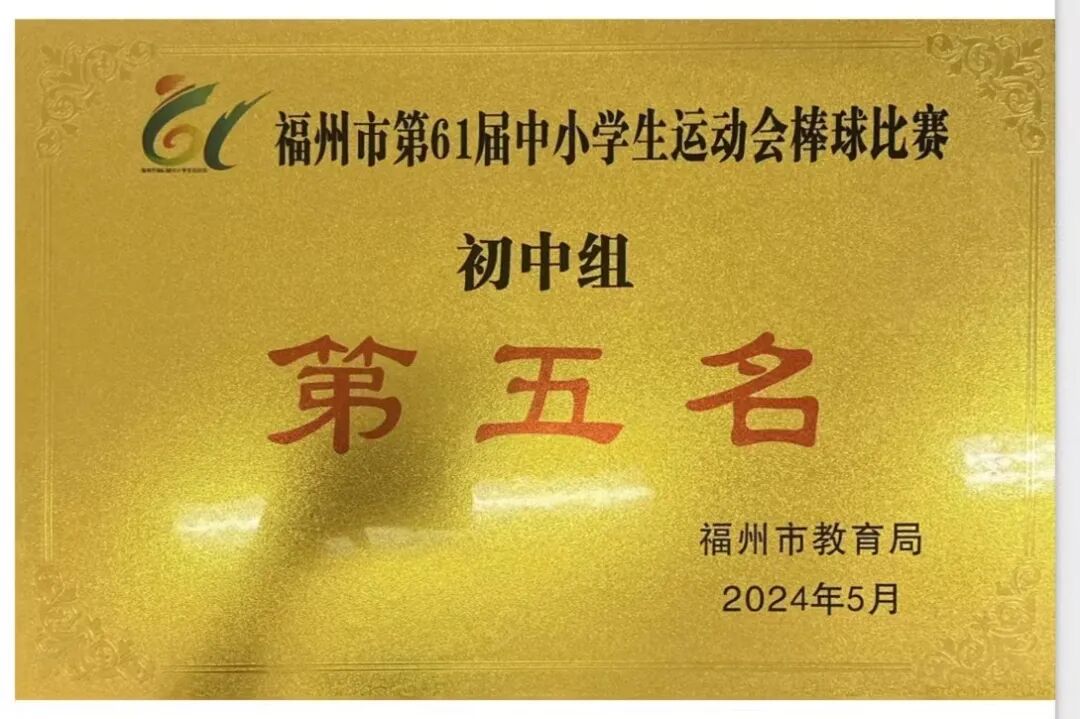 福州市第61届中小学生运动会棒球比赛
初中组
第五名
福州市教育局
2024年5月